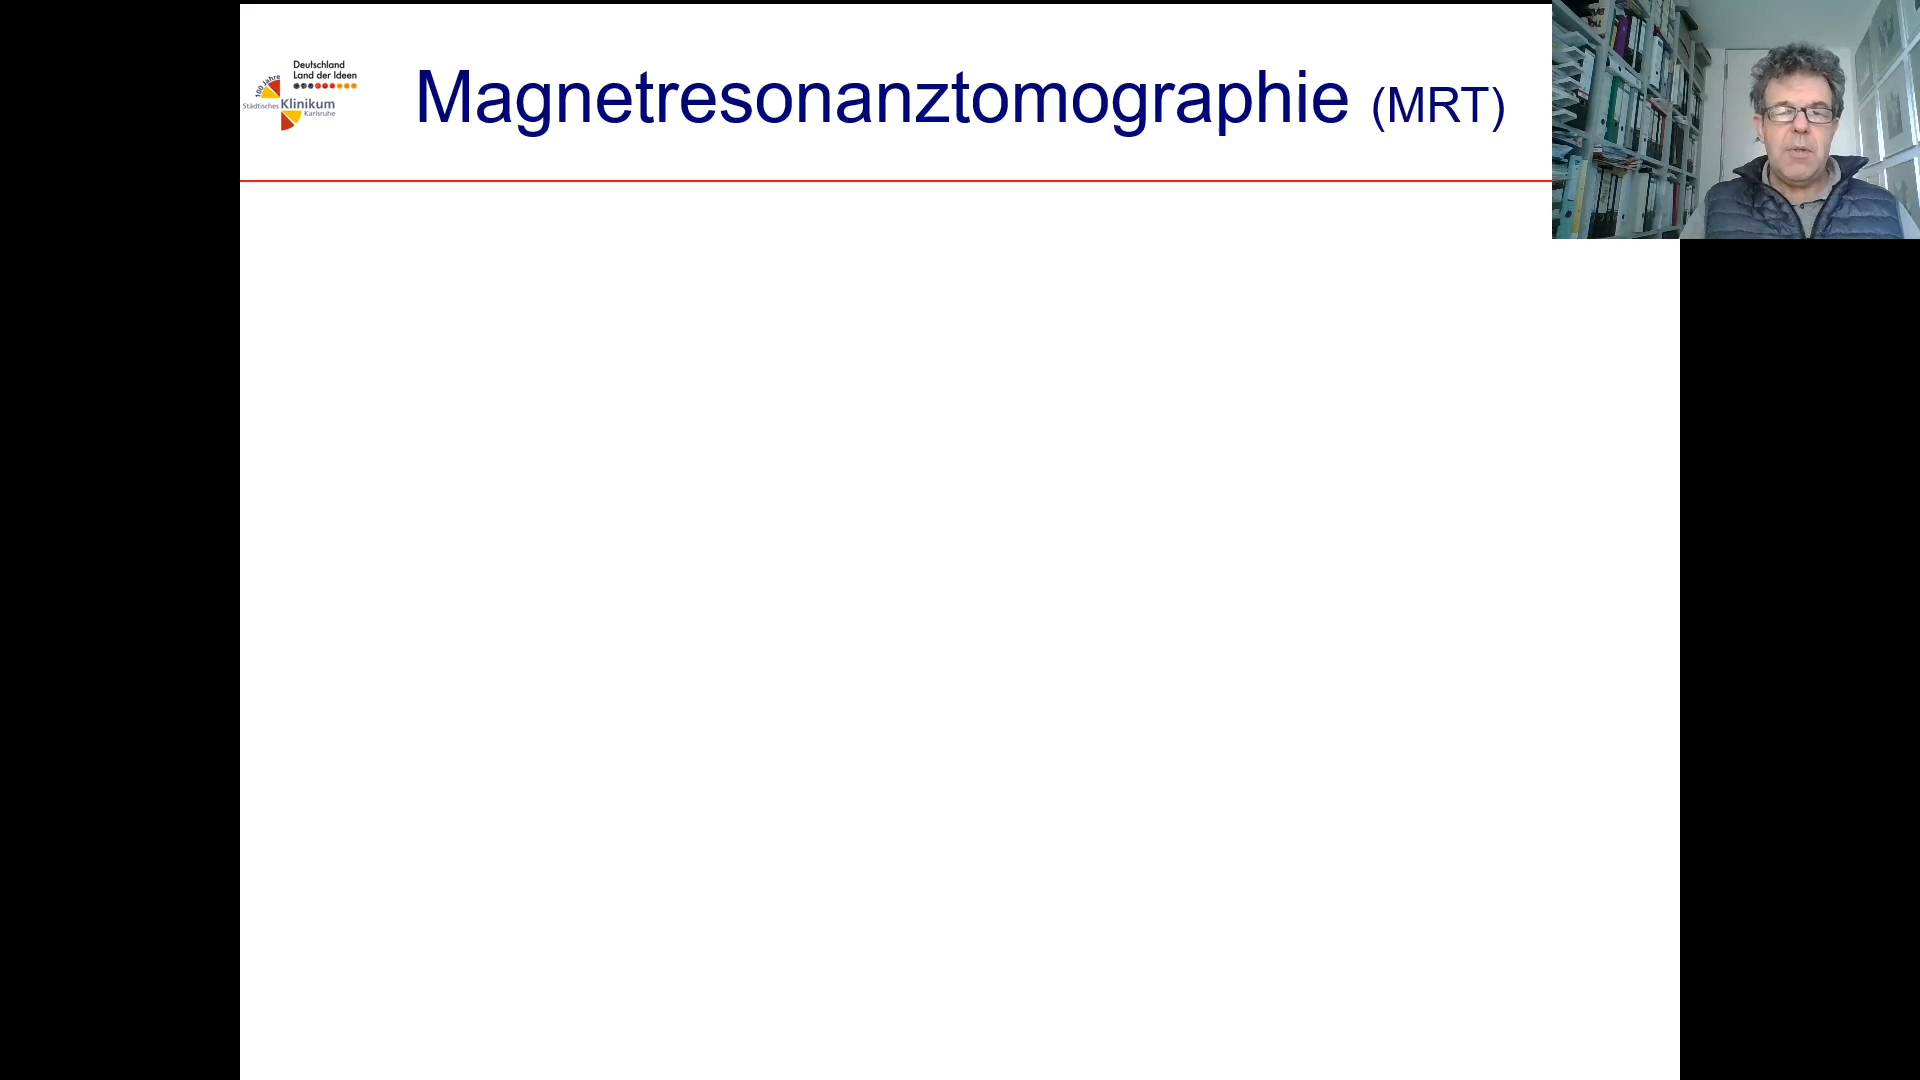 Deutschland
Land der Ideen
100 Jahre
Städtisches Klinikum
Karlsruhe
Magnetresonanztomographie (MRT)